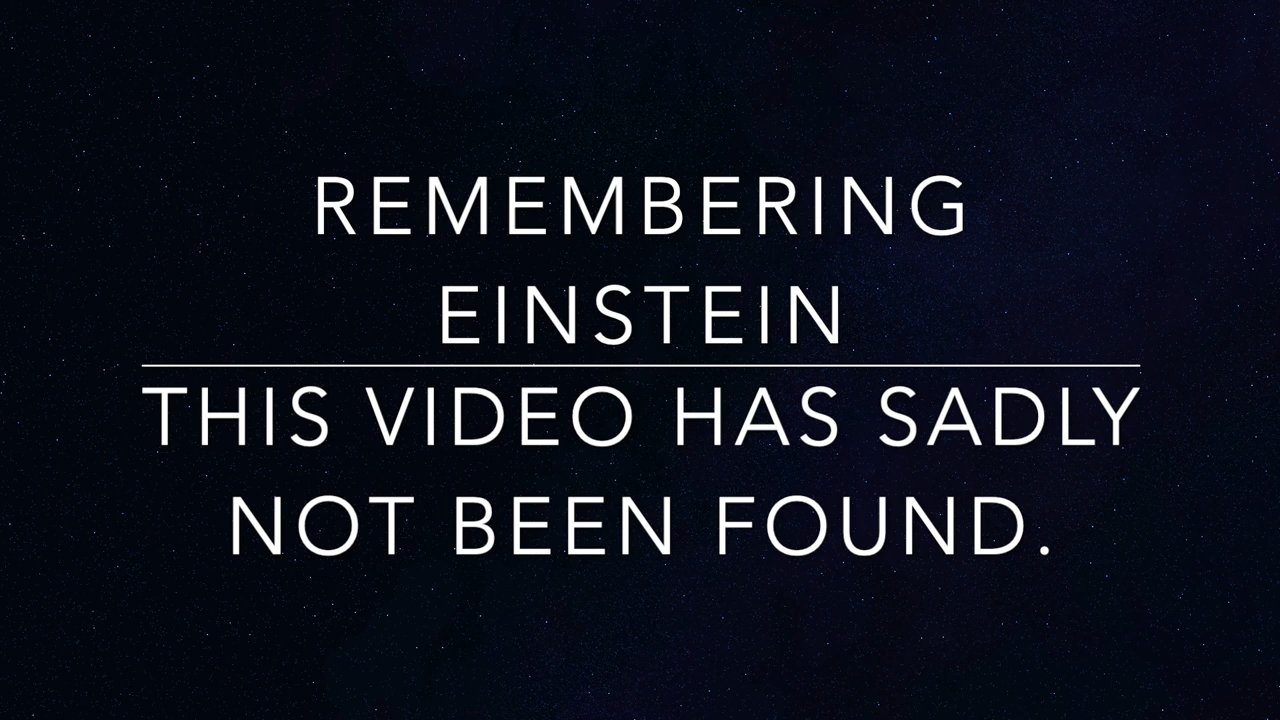 REMEMBERING
EINSTEIN
THIS VIDEO HAS SADLY
NOT BEEN FOUND.